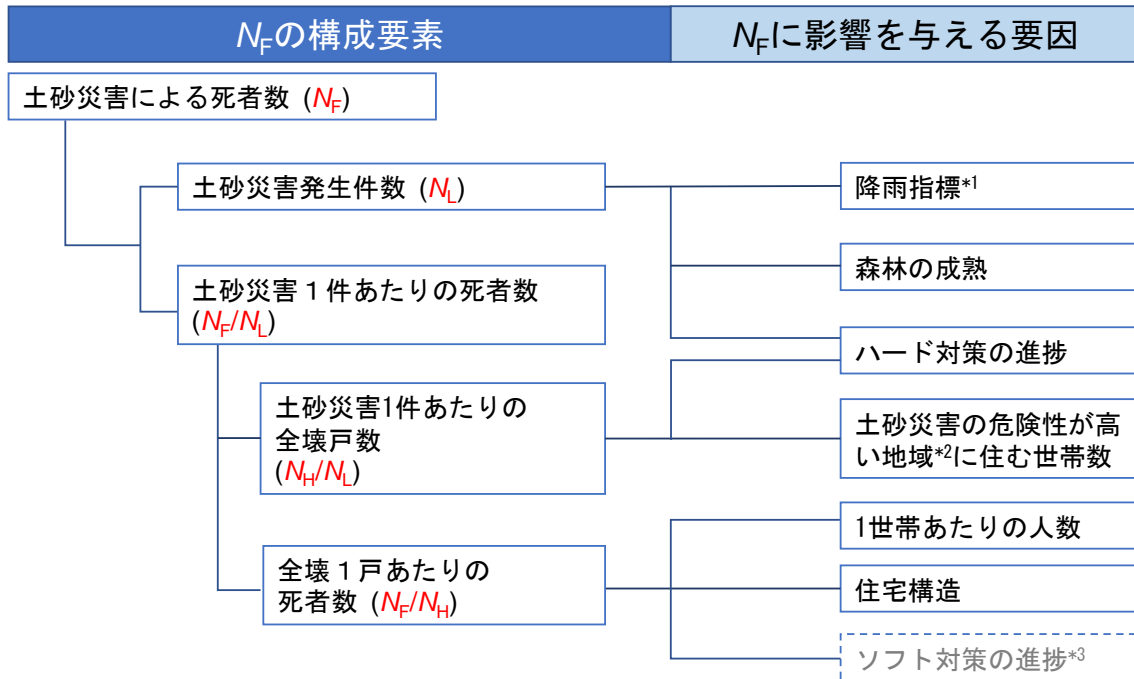 NFの構成要素
NFに影響を与える要因
土砂災害による死者数 (NF)
土砂災害発生件数 (NL)
降雨指標*1
森林の成熟
土砂災害１件あたりの死者数
(NF/NL)
ハード対策の進捗
土砂災害1件あたりの
全壊戸数
(NH/NL)
土砂災害の危険性が高
い地域*2に住む世帯数
1世帯あたりの人数
全壊１戸あたりの
死者数 (NF/NH)
住宅構造
ソフト対策の進捗*3